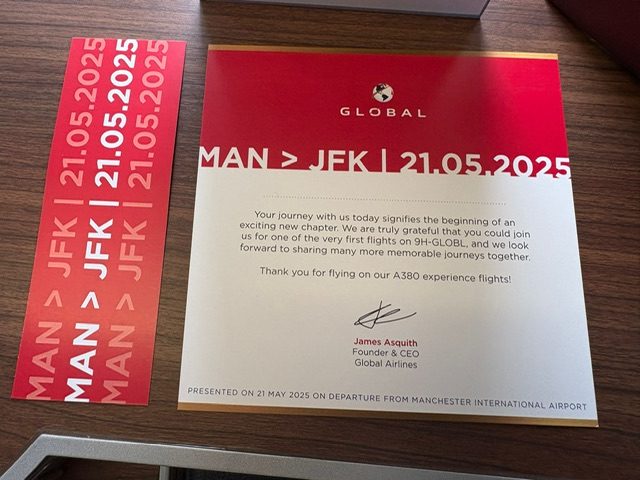 MAN > JFK | 21.05.2025
MAN > JFK | 21.05.2025
MAN > JFK | 21.05.2025
GLOBAL
MAN > JFK | 21.05.2025
Your journey with us today signifies the beginning of an
exciting new chapter. We are truly grateful that you could join
us for one of the very first flights on 9H-GLOBL, and we look
forward to sharing many more memorable journeys together.
Thank you for flying on our A380 experience flights!
James Asquith
Founder & CEO
Global Airlines
PRESENTED ON 21 MAY 2025 ON DEPARTURE FROM MANCHESTER INTERNATIONAL AIRPORT